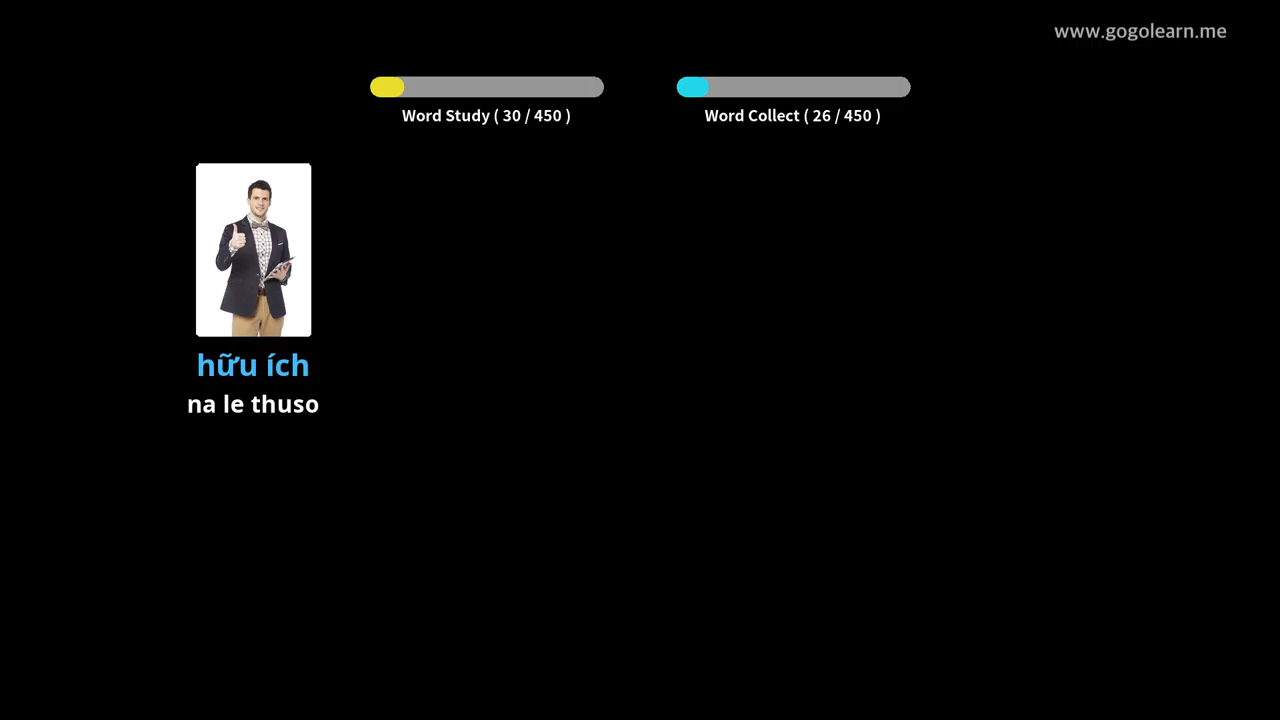 www.gogolearn.me
Word Study ( 30 / 450 )
Word Collect ( 26 / 450 )
hữu ích
na le thuso